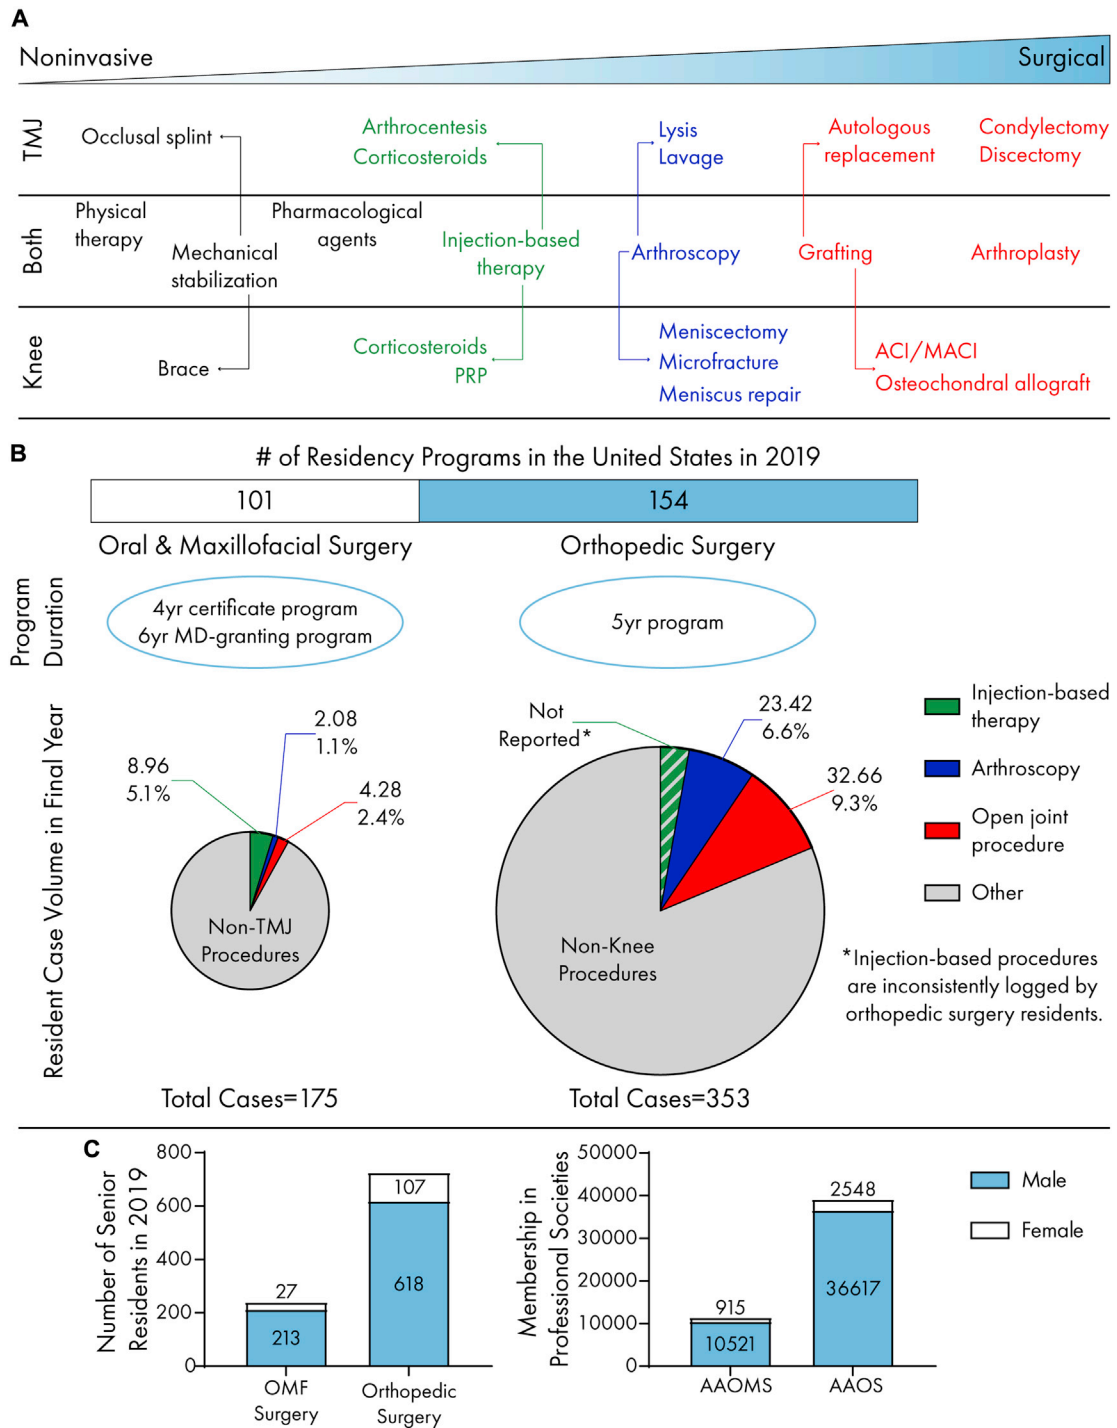 A
Noninvasive
Surgical
TMJ
Occlusal splint
Arthrocentesis
Corticosteroids
Lysis
Lavage
Autologous
replacement
Condylectomy
Discectomy
Both
Physical
therapy
Mechanical
stabilization
Pharmacological
agents
Injection-based
therapy
Arthroscopy
Grafting
Arthroplasty
Knee
Brace
Corticosteroids
PRP
Meniscectomy
Microfracture
Meniscus repair
ACI/MACI
Osteochondral allograft
B
# of Residency Programs in the United States in 2019
101
154
Oral & Maxillofacial Surgery
Orthopedic Surgery
Program
Duration
4yr certificate program
6yr MD-granting program
5yr program
Resident Case Volume in Final Year
8.96
5.1%
2.08
1.1%
4.28
2.4%
Non-TMJ
Procedures
Total Cases=175
Not
Reported*
23.42
6.6%
32.66
9.3%
Non-Knee
Procedures
Total Cases=353
Injection-based
therapy
Arthroscopy
Open joint
procedure
Other
*Injection-based procedures
are inconsistently logged by
orthopedic surgery residents.
C
Number of Senior
Residents in 2019
800
600
400
200
0
27
213
107
618
OMF
Surgery
Orthopedic
Surgery
Membership in
Professional Societies
50000
40000
30000
20000
10000
0
915
10521
2548
36617
AAOMS
AAOS
Male
Female